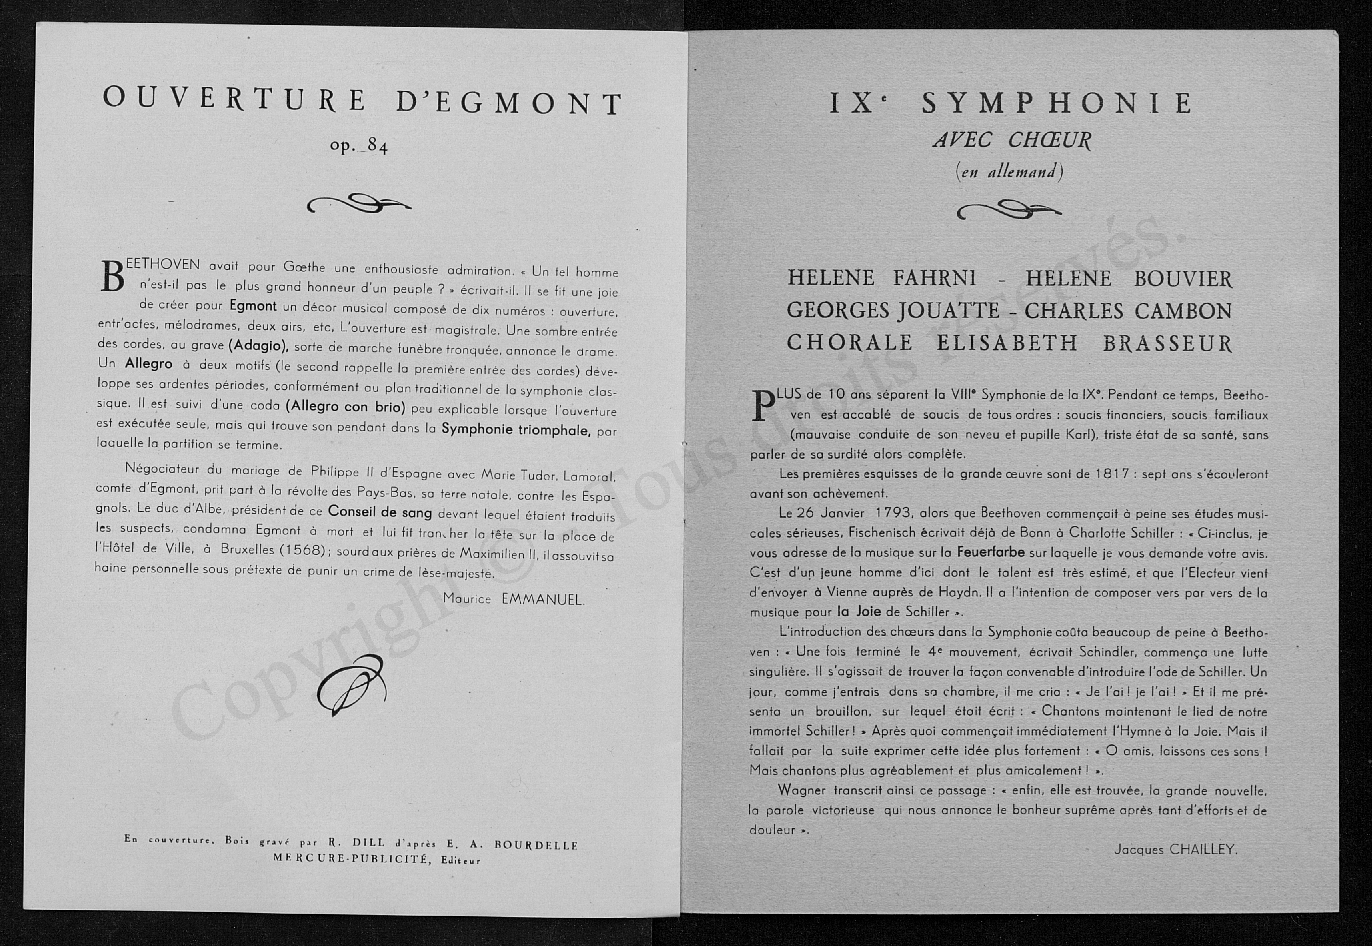 OUVERTURE D'EGMONT
op. 84
BEETHOVEN avait pour Gœthe une enthousiaste admiration. « Un tel homme
n'est-il pas le plus grand honneur d'un peuple ? » écrivait-il. Il se fit une joie
de créer pour Egmont un décor musical composé de dix numéros : ouverture,
entr'actes, mélodrames, deux airs, etc. L'ouverture est magistrale. Une sombre entrée
des cordes, au grave (Adagio), sorte de marche funèbre tronquée, annonce le drame.
Un Allegro à deux motifs (le second rappelle la première entrée des cordes) déve-
loppe ses ardentes périodes, conformément au plan traditionnel de la symphonie clas-
sique. Il est suivi d'une coda (Allegro con brio) peu explicable lorsque l'ouverture
est exécutée seule, mais qui trouve son pendant dans la Symphonie triomphale, par
laquelle la partition se termine.
Négociateur du mariage de Philippe II d'Espagne avec Marie Tudor, Lamoral,
comte d'Egmont, prit part à la révolte des Pays-Bas, sa terre natale, contre les Espa-
gnols. Le duc d'Albe, président de ce Conseil de sang devant lequel étaient traduits
les suspects, condamna Egmont à mort et lui fit trancher la tête sur la place de
l'Hôtel de Ville, à Bruxelles (1568) ; sourd aux prières de Maximilien II, il assouvit sa
haine personnelle sous prétexte de punir un crime de lèse-majeste.
Maurice EMMANUEL.
En couverture, Bois gravé par R. DILL d'après E. A. BOURDELLE
MERCURE-PUBLICITÉ, Editeur
IXe SYMPHONIE
AVEC CHŒUR
(en allemand)
HELENE FAHRNI - HELENE BOUVIER
GEORGES JOUATTE - CHARLES CAMBON
CHORALE ELISABETH BRASSEUR
PLUS de 10 ans séparent la VIIIe Symphonie de la IXe. Pendant ce temps, Beetho-
ven est accablé de soucis de tous ordres : soucis financiers, soucis familiaux
(mauvaise conduite de son neveu et pupille Karl), triste état de sa santé, sans
parler de sa surdité alors complète.
Les premières esquisses de la grande œuvre sont de 1817 : sept ans s'écouleront
avant son achèvement.
Le 26 Janvier 1793, alors que Beethoven commençait à peine ses études musi-
cales sérieuses, Fischenisch écrivait déjà de Bonn à Charlotte Schiller : « Ci-inclus, je
vous adresse de la musique sur la Feuerfarbe sur laquelle je vous demande votre avis.
C'est d'un jeune homme d'ici dont le talent est très estimé, et que l'Electeur vient
d'envoyer à Vienne auprès de Haydn. Il a l'intention de composer vers par vers de la
musique pour la Joie de Schiller ».
L'introduction des chœurs dans la Symphonie coûta beaucoup de peine à Beetho-
ven : « Une fois terminé le 4e mouvement, écrivait Schindler, commença une lutte
singulière. Il s'agissait de trouver la façon convenable d'introduire l'ode de Schiller. Un
jour, comme j'entrais dans sa chambre, il me cria : « Je l'ai ! je l'ai ! » Et il me pré-
senta un brouillon, sur lequel était écrit : « Chantons maintenant le lied de notre
immortel Schiller ! » Après quoi commençait immédiatement l'Hymne à la Joie. Mais il
fallait par la suite exprimer cette idée plus fortement : « O amis, laissons ces sons !
Mais chantons plus agréablement et plus amicalement ! ».
Wagner transcrit ainsi ce passage : « enfin, elle est trouvée, la grande nouvelle,
la parole victorieuse qui nous annonce le bonheur suprême après tant d'efforts et de
douleur ».
Jacques CHAILLEY.
Copyright © Tous droits réservés.